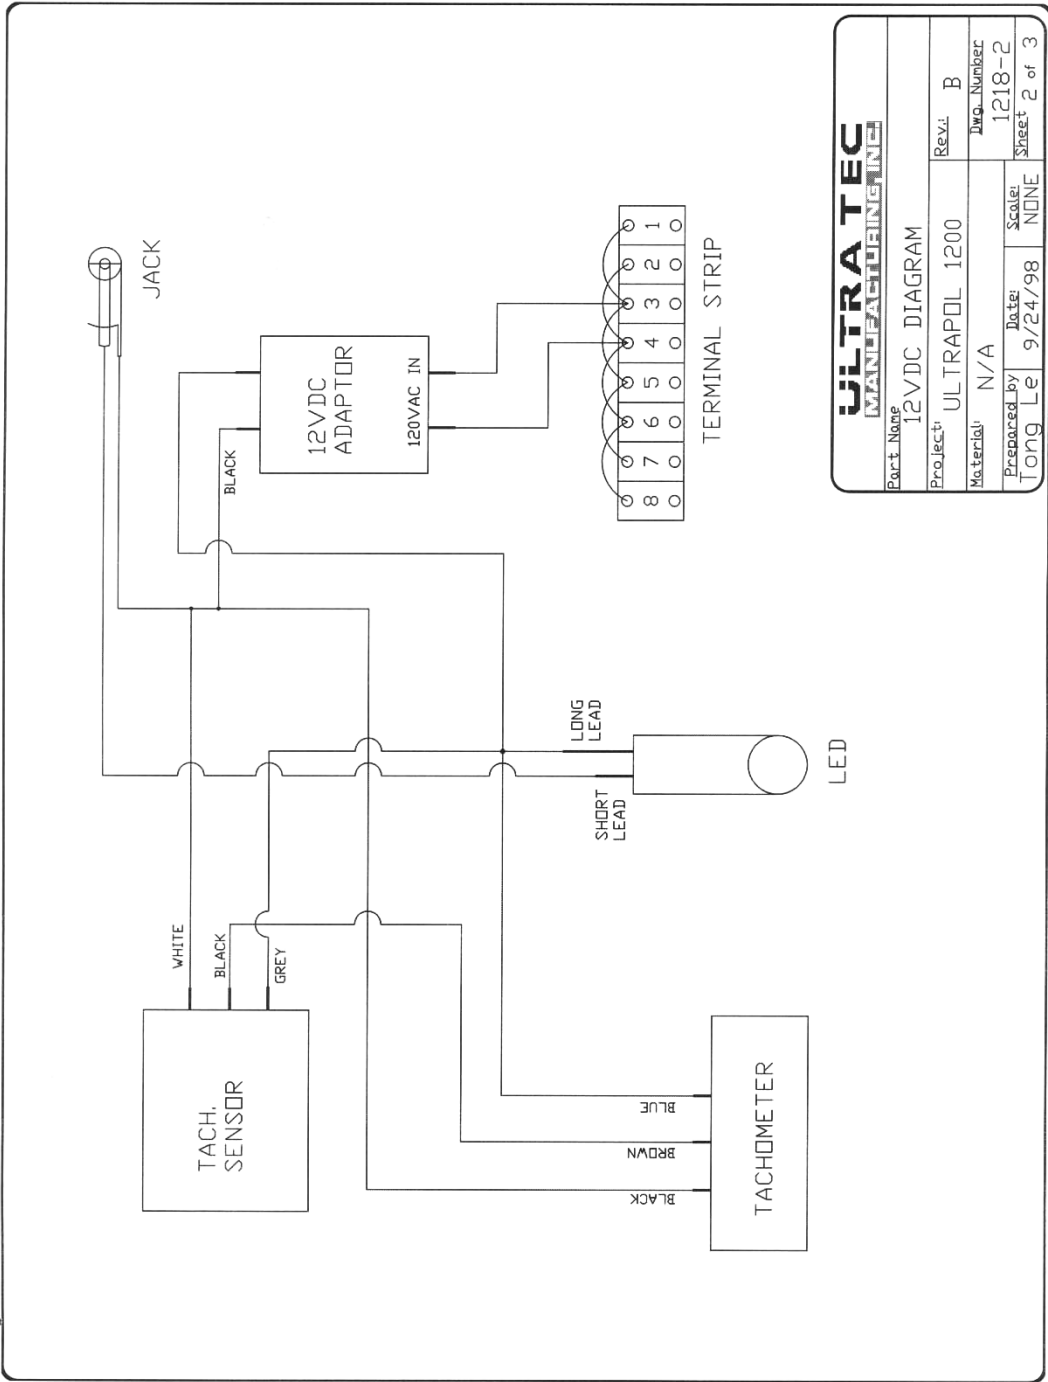 TACH.
SENSOR
WHITE
BLACK
GREY
JACK
12VDC
ADAPTOR
120VAC IN
BLACK
TACHOMETER
BLACK
BROWN
BLUE
SHORT
LEAD
LONG
LEAD
LED
8 7 6 5 4 3 2 1
TERMINAL STRIP
ULTRA TEC
MANUFACTURING, INC.
Part Name
12VDC DIAGRAM
Project: ULTRAPOL 1200
Rev.: B
Material: N/A
Dwg. Number
1218-2
Prepared by
Tong Le
Date:
9/24/98
Scale:
NONE
Sheet 2 of 3